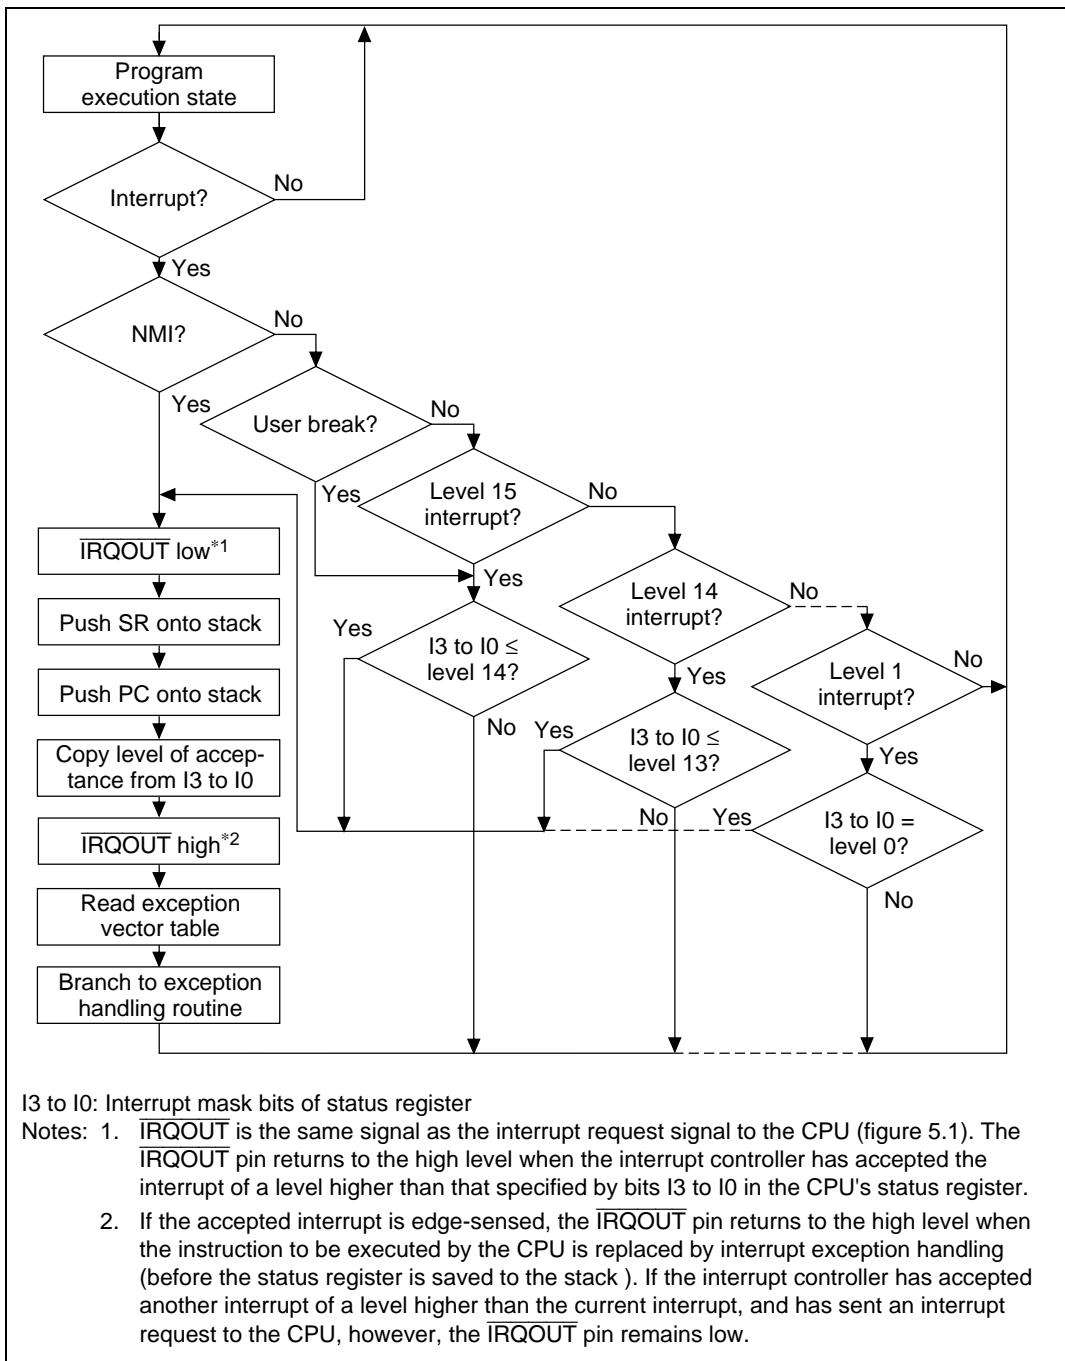 Program
execution state
Interrupt?
No
Yes
NMI?
No
Yes
User break?
No
Yes
Level 15
interrupt?
No
Yes
Level 14
interrupt?
No
Yes
Level 1
interrupt?
No
Yes
I3 to I0 ≤
level 14?
Yes
No
I3 to I0 ≤
level 13?
Yes
No
I3 to I0 =
level 0?
Yes
No
IRQOUT low*1
Push SR onto stack
Push PC onto stack
Copy level of accep-
tance from I3 to I0
IRQOUT high*2
Read exception
vector table
Branch to exception
handling routine
I3 to I0: Interrupt mask bits of status register
Notes: 1. IRQOUT is the same signal as the interrupt request signal to the CPU (figure 5.1). The
IRQOUT pin returns to the high level when the interrupt controller has accepted the
interrupt of a level higher than that specified by bits I3 to I0 in the CPU's status register.
2. If the accepted interrupt is edge-sensed, the IRQOUT pin returns to the high level when
the instruction to be executed by the CPU is replaced by interrupt exception handling
(before the status register is saved to the stack ). If the interrupt controller has accepted
another interrupt of a level higher than the current interrupt, and has sent an interrupt
request to the CPU, however, the IRQOUT pin remains low.